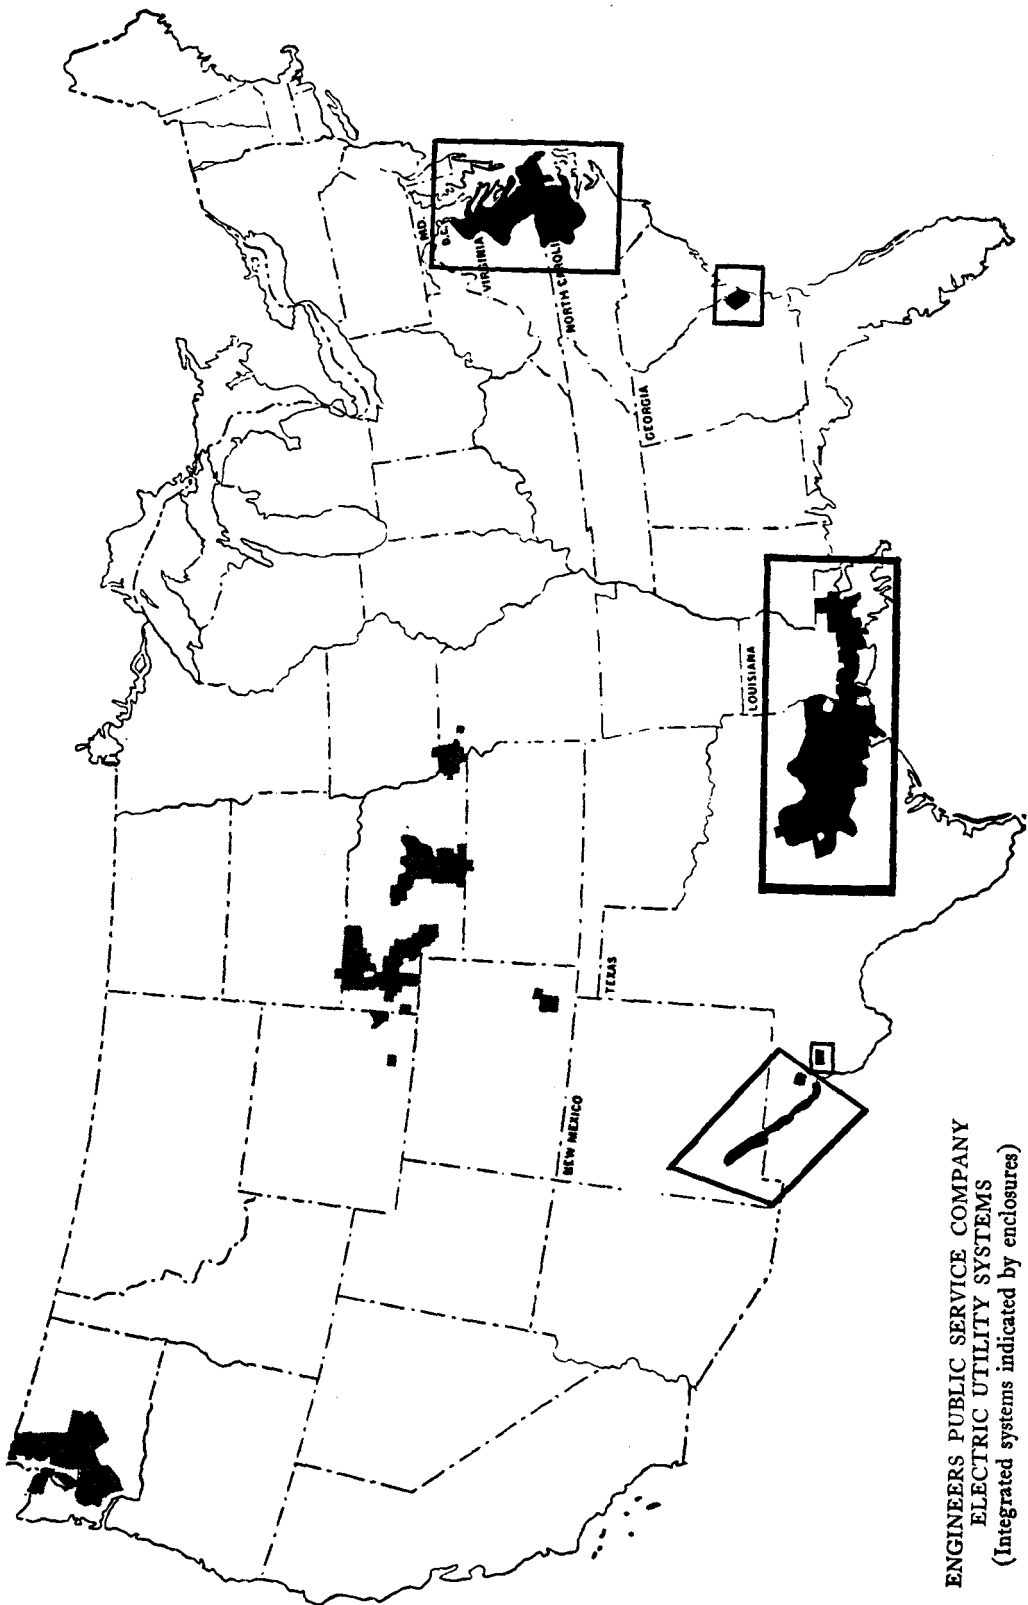 MD.
D.C.
VIRGINIA
NORTH CAROLI
GEORGIA
LOUISIANA
TEXAS
NEW MEXICO
ENGINEERS PUBLIC SERVICE COMPANY
ELECTRIC UTILITY SYSTEMS
(Integrated systems indicated by enclosures)